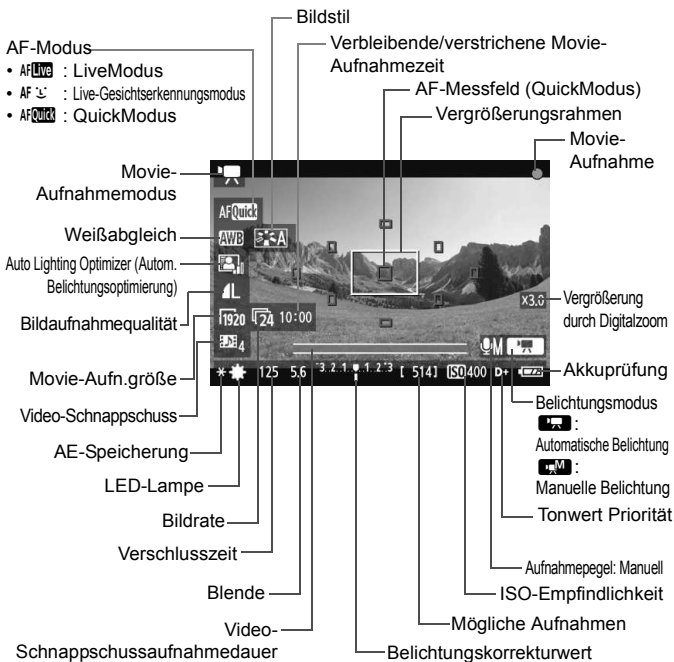 Bildstil
AF-Modus
Verbleibende/verstrichene Movie-
Aufnahmezeit
• AF Live : LiveModus
• AF : Live-Gesichtserkennungsmodus
• AF Quick : QuickModus
AF-Messfeld (QuickModus)
Vergrößerungsrahmen
Movie-
Aufnahme
Movie-
Aufnahmemodus
AF Quick
Weißabgleich
AWB
A
Auto Lighting Optimizer (Autom.
Belichtungsoptimierung)
L
Bildaufnahmequalität
1920 24 10:00
x3.0
Vergrößerung
durch Digitalzoom
4
M
Movie-Aufn.größe
* 125 5.6 -3..2..1..▼..1..2.+3 [ 514] ISO 400 D+
Akkuprüfung
Video-Schnappschuss
Belichtungsmodus
:
Automatische Belichtung
M :
Manuelle Belichtung
AE-Speicherung
LED-Lampe
Bildrate
Tonwert Priorität
Verschlusszeit
Aufnahmepegel: Manuell
Blende
ISO-Empfindlichkeit
Mögliche Aufnahmen
Video-
Schnappschussaufnahmedauer
Belichtungskorrekturwert